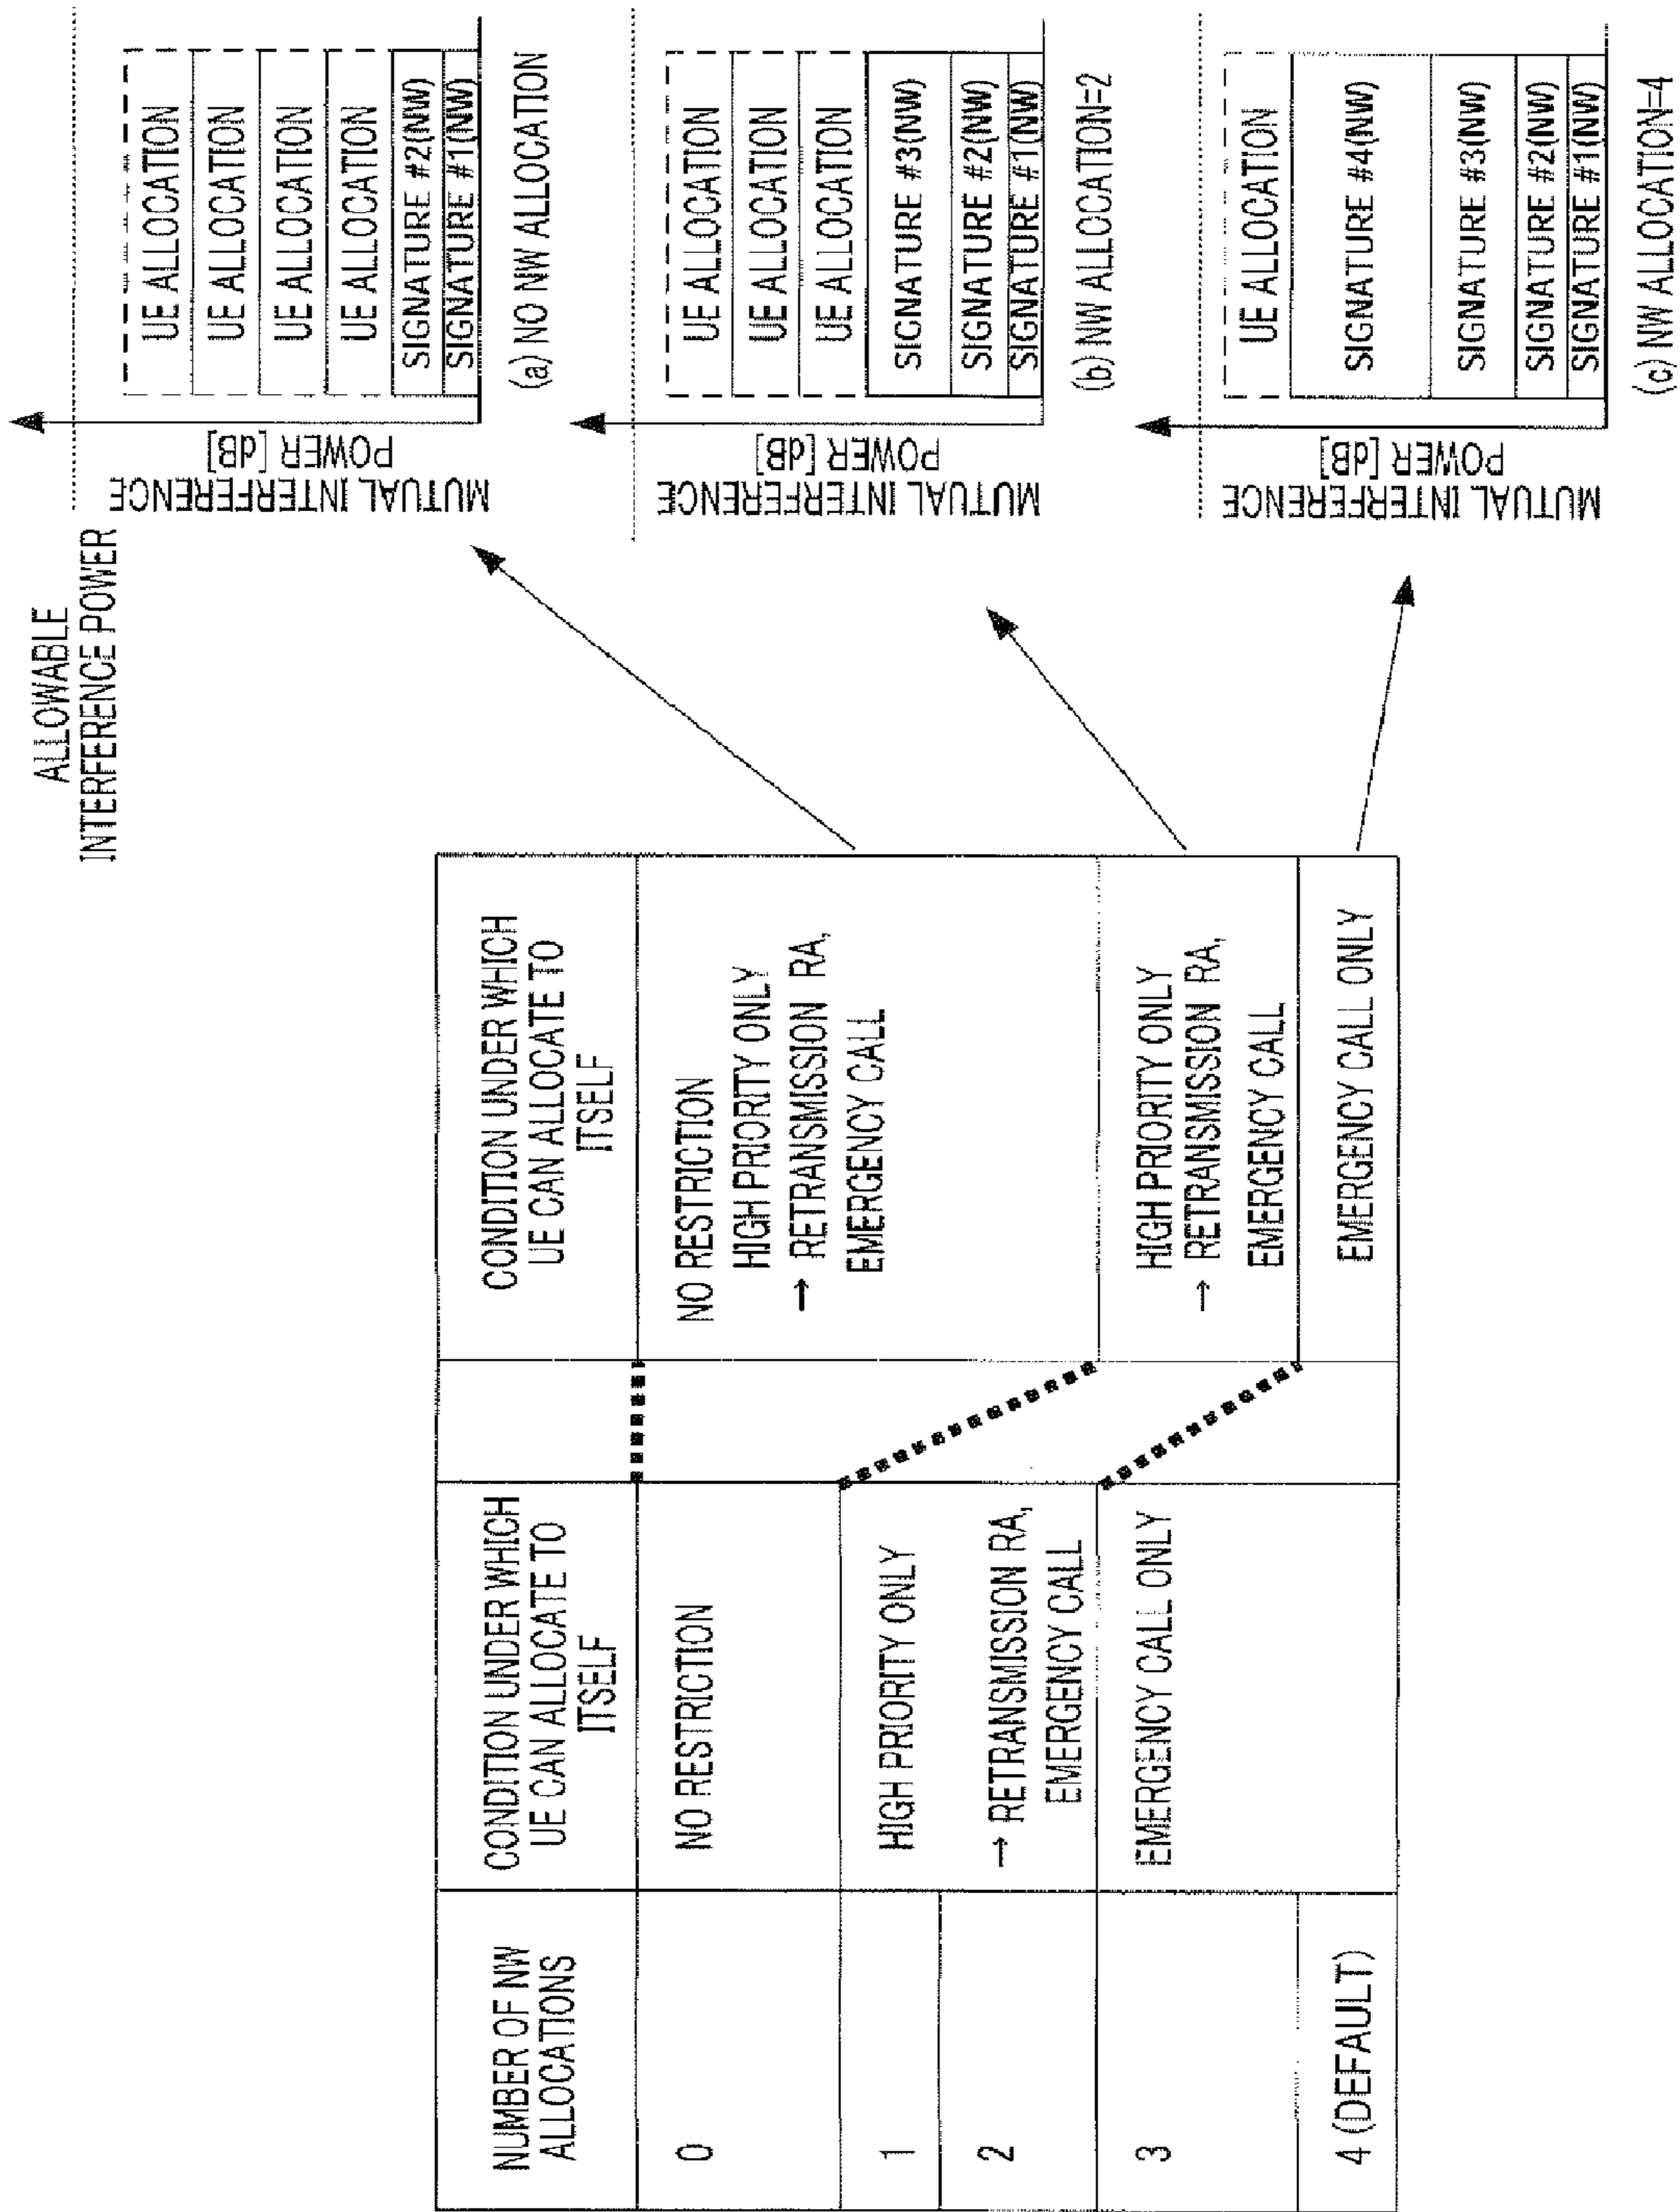 NUMBER OF NW
ALLOCATIONS
CONDITION UNDER WHICH
UE CAN ALLOCATE TO
ITSELF
CONDITION UNDER WHICH
UE CAN ALLOCATE TO
ITSELF
0
NO RESTRICTION
NO RESTRICTION
HIGH PRIORITY ONLY
→ RETRANSMISSION RA,
EMERGENCY CALL
1
HIGH PRIORITY ONLY
2
→ RETRANSMISSION RA,
EMERGENCY CALL
3
EMERGENCY CALL ONLY
HIGH PRIORITY ONLY
→ RETRANSMISSION RA,
EMERGENCY CALL
4 (DEFAULT)
EMERGENCY CALL ONLY
ALLOWABLE
INTERFERENCE POWER
MUTUAL INTERFERENCE
POWER [dB]
UE ALLOCATION
UE ALLOCATION
UE ALLOCATION
UE ALLOCATION
SIGNATURE #2(NW)
SIGNATURE #1(NW)
(a) NO NW ALLOCATION
MUTUAL INTERFERENCE
POWER [dB]
UE ALLOCATION
UE ALLOCATION
UE ALLOCATION
SIGNATURE #3(NW)
SIGNATURE #2(NW)
SIGNATURE #1(NW)
(b) NW ALLOCATION=2
MUTUAL INTERFERENCE
POWER [dB]
UE ALLOCATION
SIGNATURE #4(NW)
SIGNATURE #3(NW)
SIGNATURE #2(NW)
SIGNATURE #1(NW)
(c) NW ALLOCATION=4